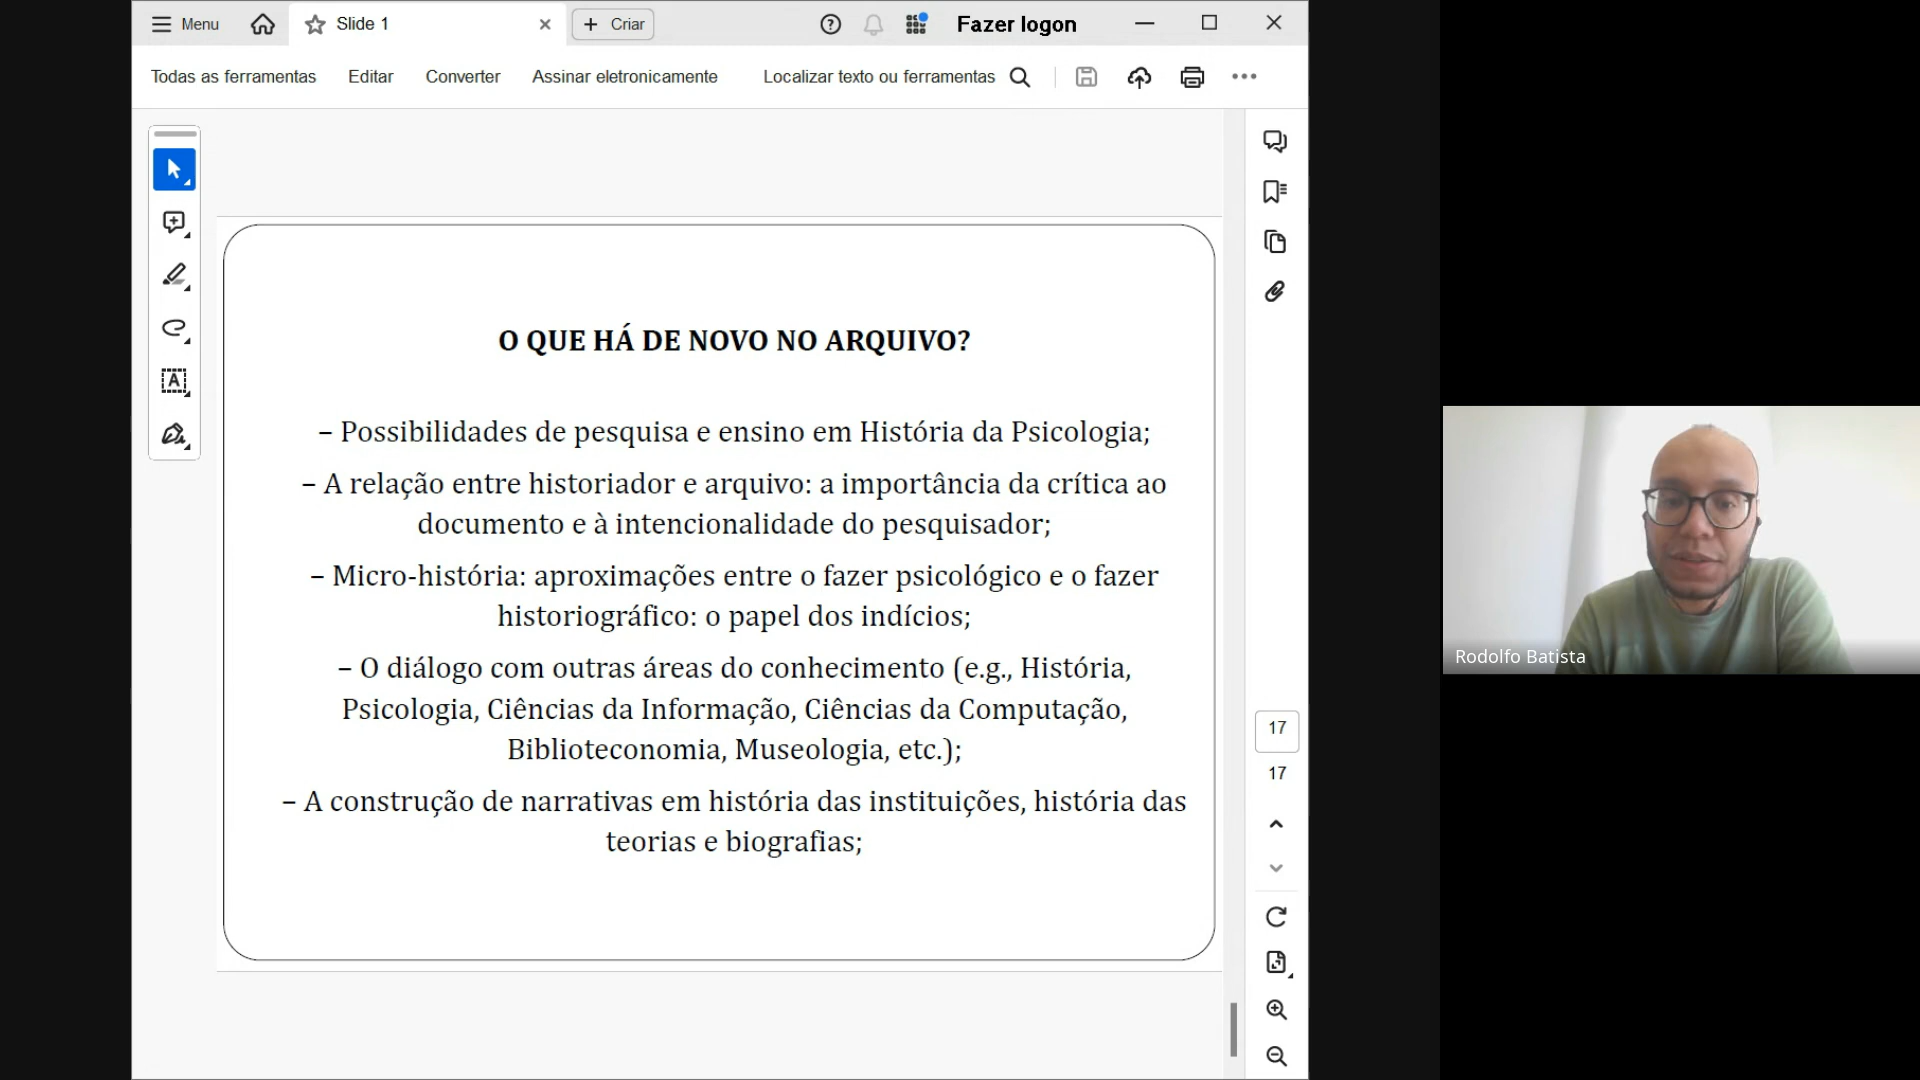 Menu
Slide 1
Criar
Fazer logon
Todas as ferramentas
Editar
Converter
Assinar eletronicamente
Localizar texto ou ferramentas
O QUE HÁ DE NOVO NO ARQUIVO?
– Possibilidades de pesquisa e ensino em História da Psicologia;
– A relação entre historiador e arquivo: a importância da crítica ao
documento e à intencionalidade do pesquisador;
– Micro-história: aproximações entre o fazer psicológico e o fazer
historiográfico: o papel dos indícios;
– O diálogo com outras áreas do conhecimento (e.g., História,
Psicologia, Ciências da Informação, Ciências da Computação,
Biblioteconomia, Museologia, etc.);
– A construção de narrativas em história das instituições, história das
teorias e biografias;
17
17
Rodolfo Batista